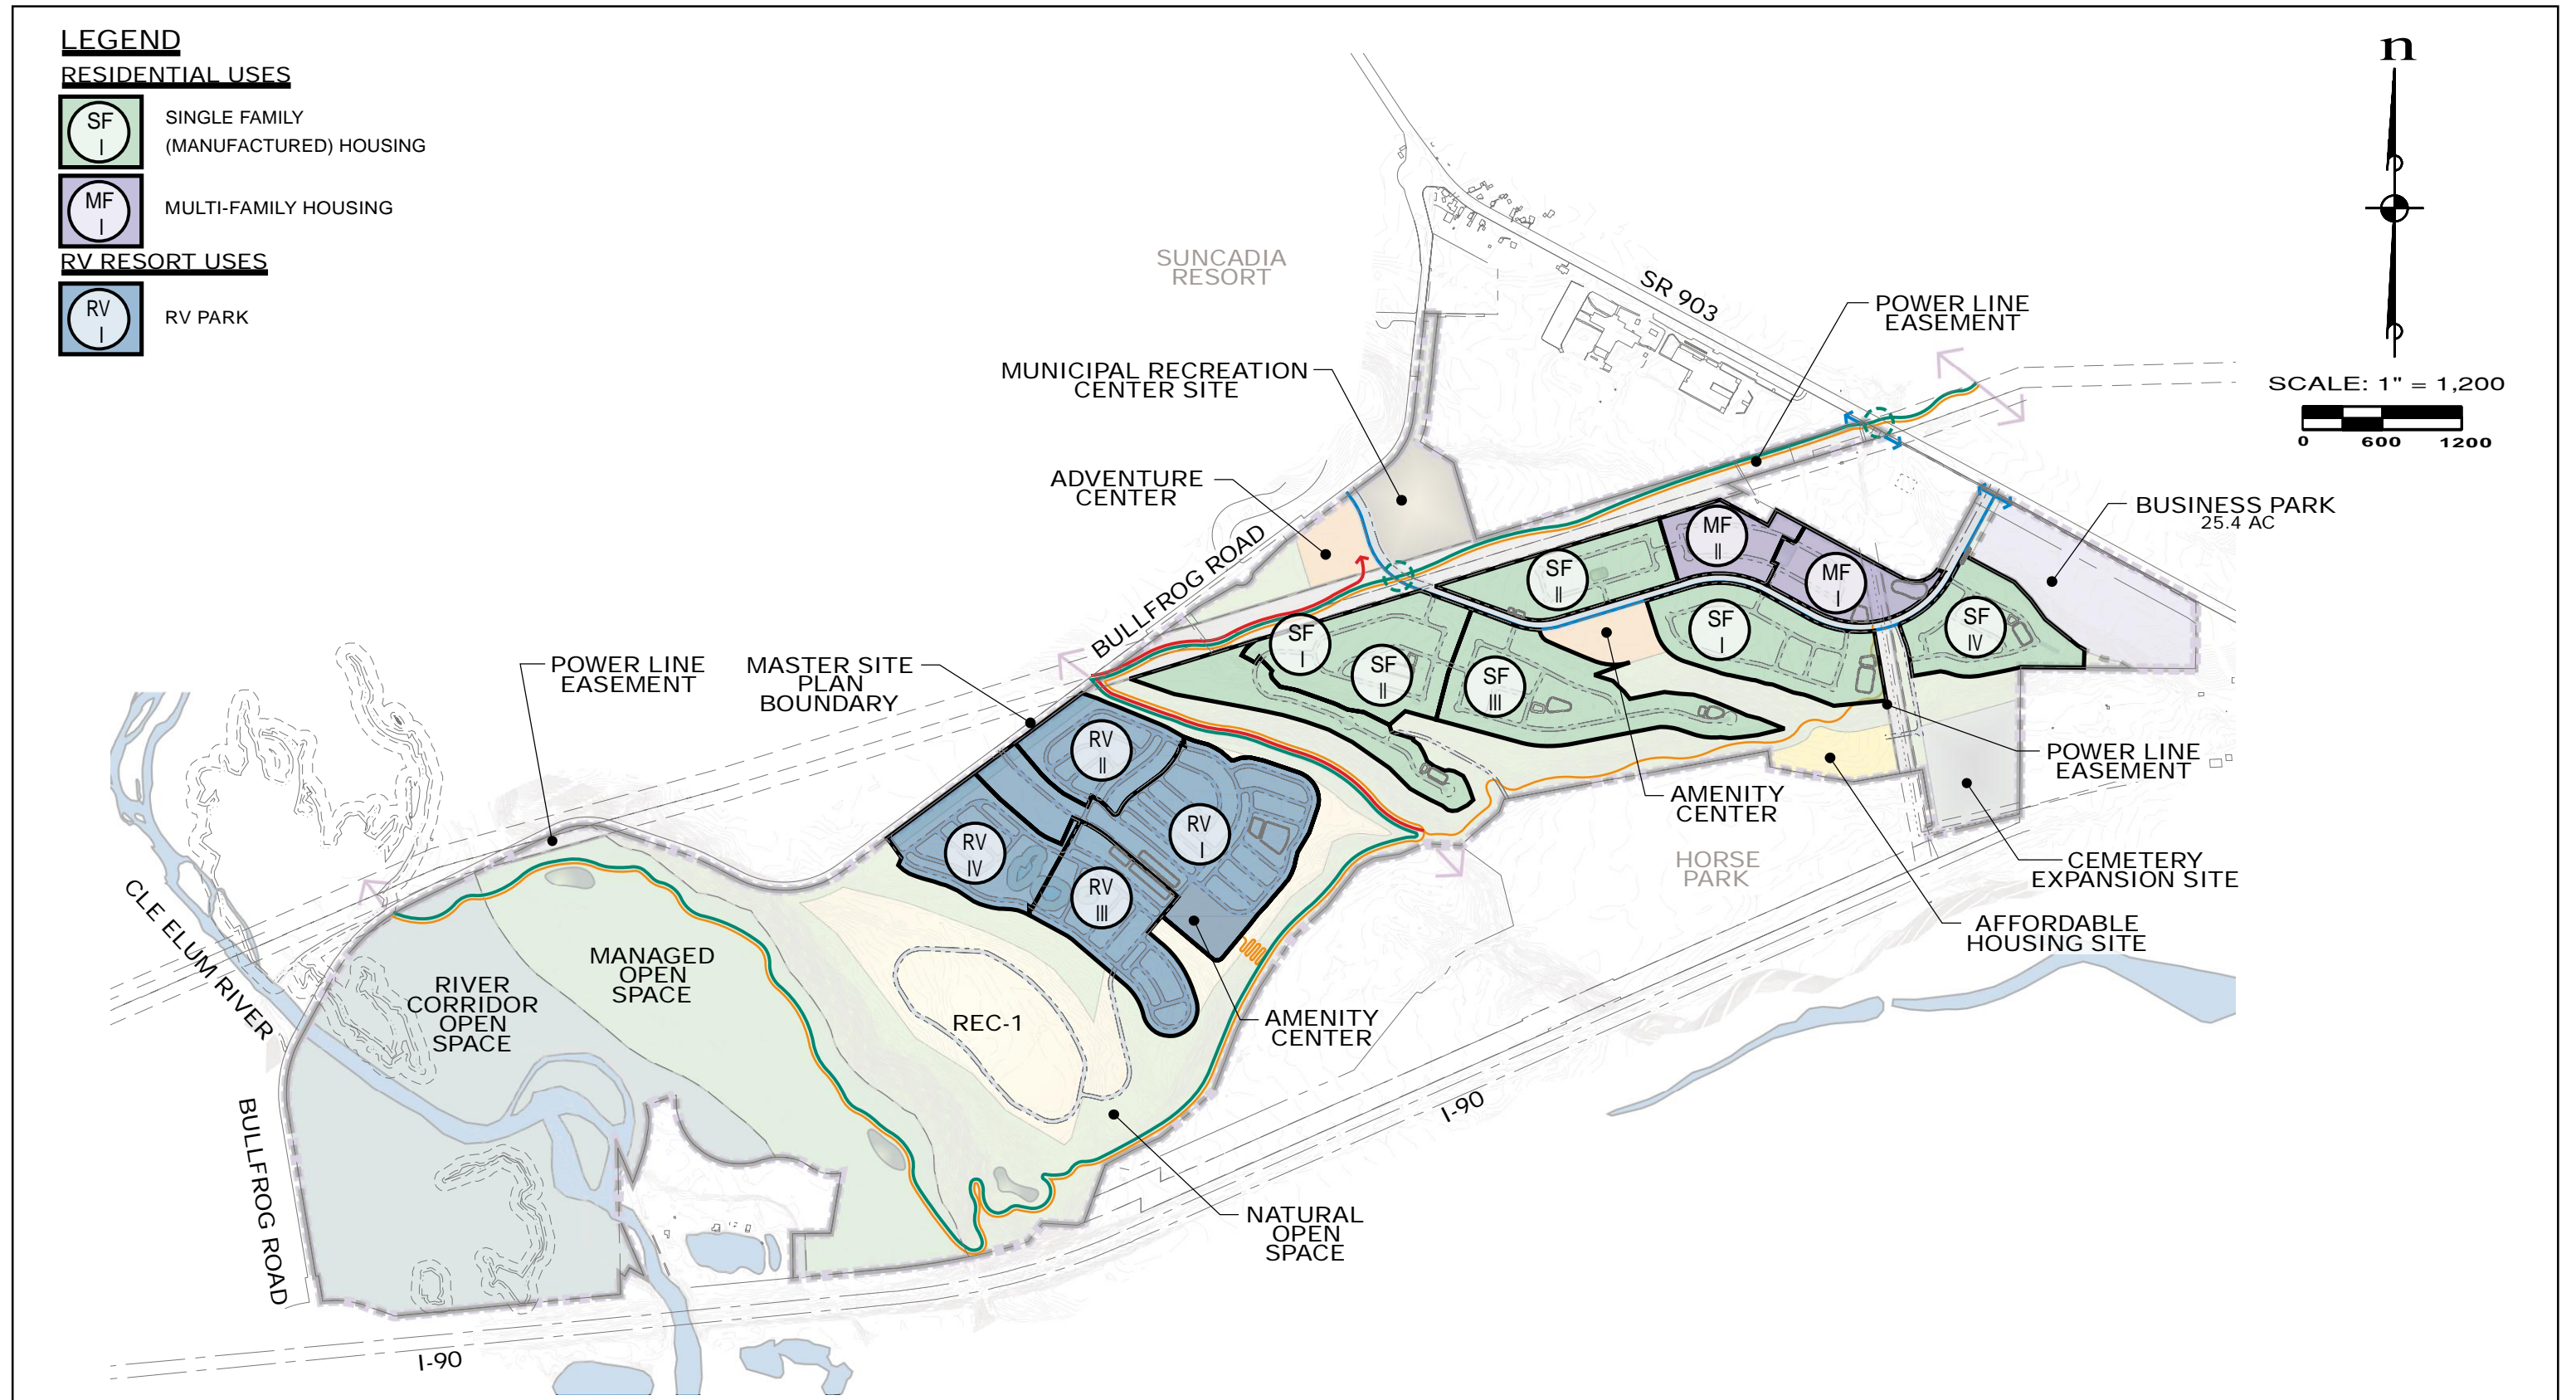 LEGEND
RESIDENTIAL USES
SF
I
SINGLE FAMILY
(MANUFACTURED) HOUSING
MF
I
MULTI-FAMILY HOUSING
RV RESORT USES
RV
I
RV PARK
n
SCALE: 1" = 1,200
0 600 1200
SUNCADIA
RESORT
SR 903
POWER LINE
EASEMENT
MUNICIPAL RECREATION
CENTER SITE
ADVENTURE
CENTER
BULLFROG ROAD
BUSINESS PARK
25.4 AC
MF
II
MF
I
SF
II
SF
I
SF
IV
SF
I
SF
II
SF
III
POWER LINE
EASEMENT
MASTER SITE
PLAN
BOUNDARY
RV
II
RV
I
RV
IV
RV
III
AMENITY
CENTER
POWER LINE
EASEMENT
HORSE
PARK
CEMETERY
EXPANSION SITE
AFFORDABLE
HOUSING SITE
CLE ELUM RIVER
MANAGED
OPEN
SPACE
RIVER
CORRIDOR
OPEN
SPACE
REC-1
AMENITY
CENTER
I-90
BULLFROG ROAD
NATURAL
OPEN
SPACE
I-90